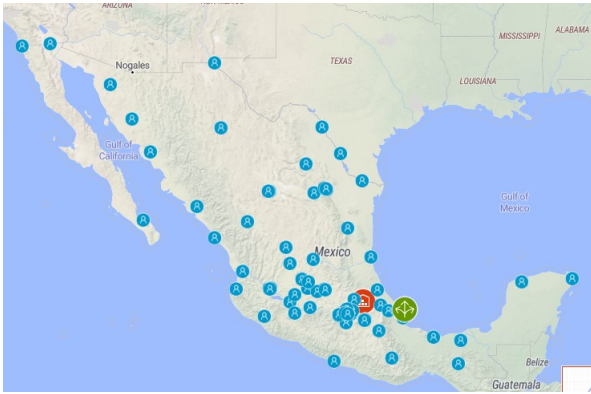 ARIZONA
MISSISSIPPI
ALABAMA
TEXAS
Nogales
LOUISIANA
Gulf of
California
Gulf of
Mexico
Mexico
Belize
Guatemala